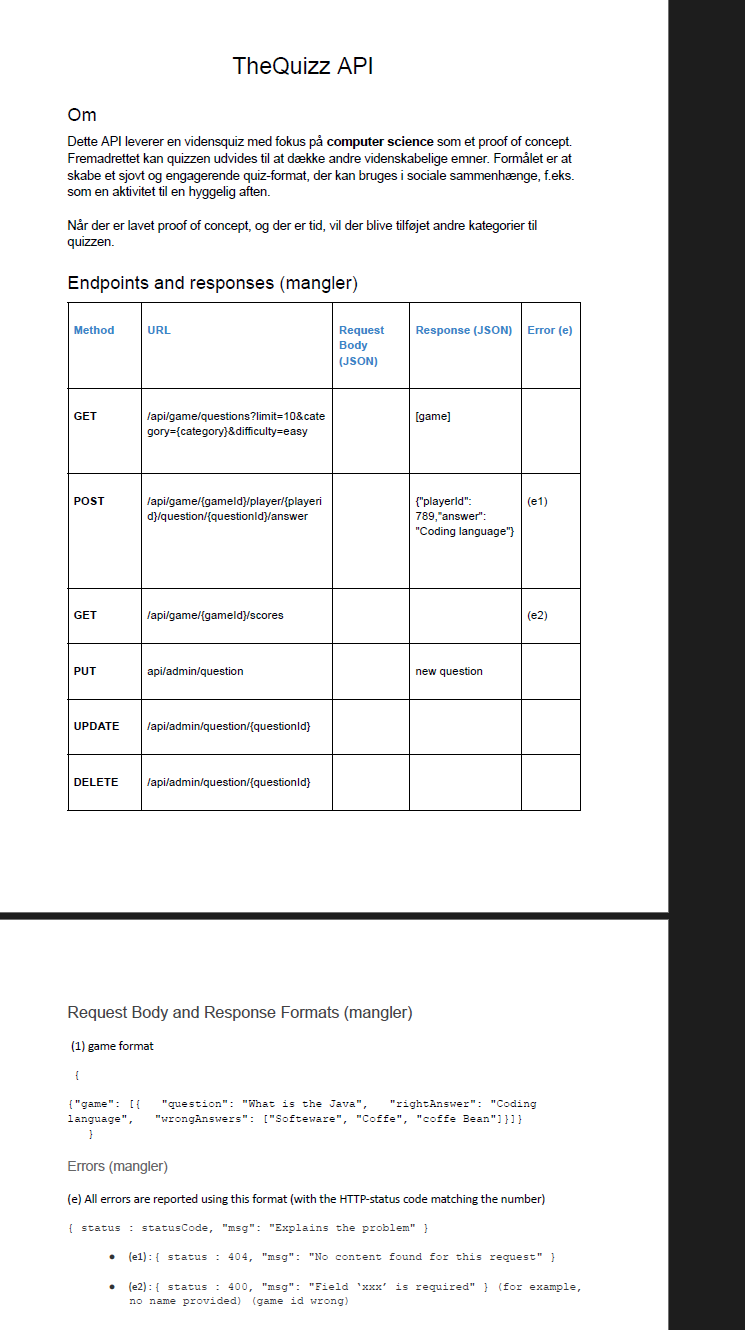 TheQuizz API
Om
Dette API leverer en vidensquiz med fokus på computer science som et proof of concept.
Fremadrettet kan quizzen udvides til at dække andre videnskabelige emner. Formålet er at
skabe et sjovt og engagerende quiz-format, der kan bruges i sociale sammenhænge, f.eks.
som en aktivitet til en hyggelig aften.
Når der er lavet proof of concept, og der er tid, vil der blive tilføjet andre kategorier til
quizzen.
Endpoints and responses (mangler)
Method
URL
Request
Body
(JSON)
Response (JSON)
Error (e)
GET
/api/game/questions?limit=10&cate
gory={category}&difficulty=easy
[game]
POST
/api/game/{gameId}/player/{playeri
d}/question/{questionId}/answer
{"playerId":
789,"answer":
"Coding language"}
(e1)
GET
/api/game/{gameId}/scores
(e2)
PUT
api/admin/question
new question
UPDATE
/api/admin/question/{questionId}
DELETE
/api/admin/question/{questionId}
Request Body and Response Formats (mangler)
(1) game format
{
{"game": [{   "question": "What is the Java",   "rightAnswer": "Coding
language",   "wrongAnswers": ["Softeware", "Coffe", "coffe Bean"]}]}
}
Errors (mangler)
(e) All errors are reported using this format (with the HTTP-status code matching the number)
{ status : statusCode, "msg": "Explains the problem" }
● (e1):{ status : 404, "msg": "No content found for this request" }
● (e2):{ status : 400, "msg": "Field ‘xxx’ is required" } (for example,
no name provided) (game id wrong)